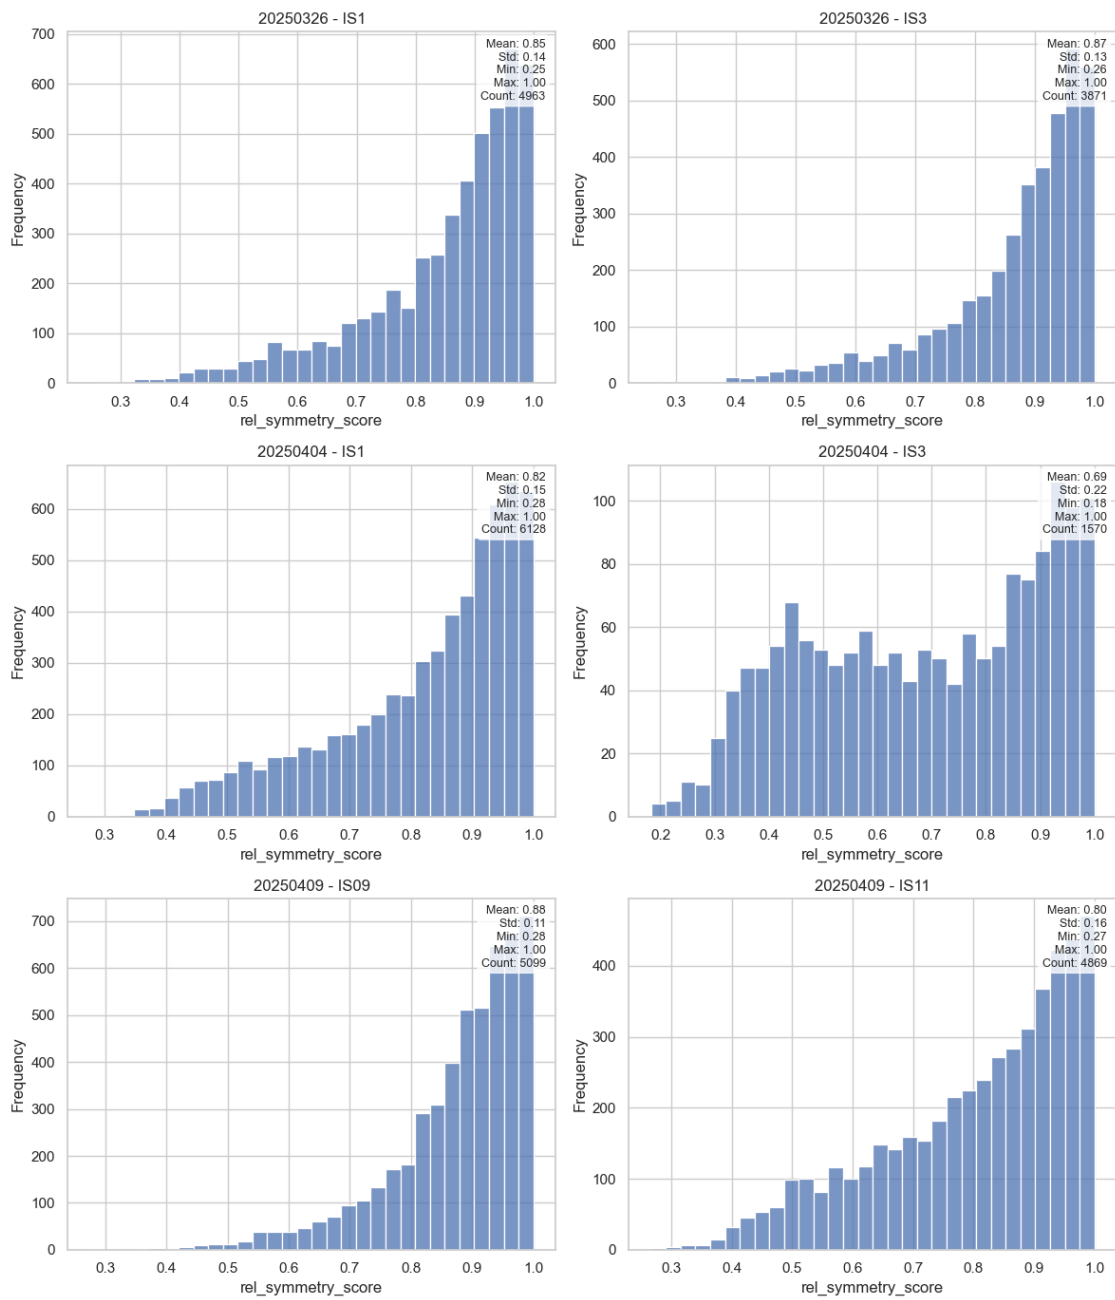 20250326 - IS1
Mean: 0.85
Std: 0.14
Min: 0.25
Max: 1.00
Count: 4963
700
600
500
400
300
200
100
0
Frequency
0.3 0.4 0.5 0.6 0.7 0.8 0.9 1.0
rel_symmetry_score
20250326 - IS3
Mean: 0.87
Std: 0.13
Min: 0.26
Max: 1.00
Count: 3871
600
500
400
300
200
100
0
Frequency
0.3 0.4 0.5 0.6 0.7 0.8 0.9 1.0
rel_symmetry_score
20250404 - IS1
Mean: 0.82
Std: 0.15
Min: 0.28
Max: 1.00
Count: 6128
600
500
400
300
200
100
0
Frequency
0.3 0.4 0.5 0.6 0.7 0.8 0.9 1.0
rel_symmetry_score
20250404 - IS3
Mean: 0.69
Std: 0.22
Min: 0.18
Max: 1.00
Count: 1570
100
80
60
40
20
0
Frequency
0.2 0.3 0.4 0.5 0.6 0.7 0.8 0.9 1.0
rel_symmetry_score
20250409 - IS09
Mean: 0.88
Std: 0.11
Min: 0.28
Max: 1.00
Count: 5099
700
600
500
400
300
200
100
0
Frequency
0.3 0.4 0.5 0.6 0.7 0.8 0.9 1.0
rel_symmetry_score
20250409 - IS11
Mean: 0.80
Std: 0.16
Min: 0.27
Max: 1.00
Count: 4869
400
300
200
100
0
Frequency
0.3 0.4 0.5 0.6 0.7 0.8 0.9 1.0
rel_symmetry_score